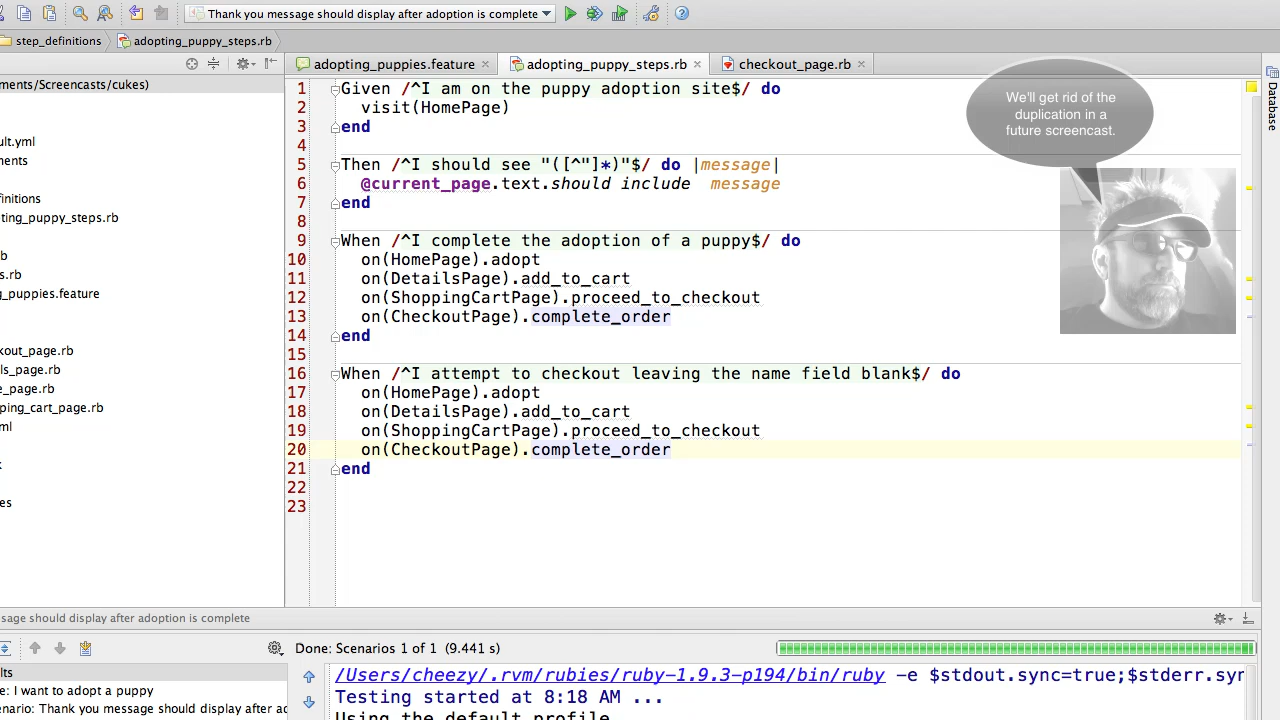 Thank you message should display after adoption is complete
step_definitions
adopting_puppy_steps.rb
ments/Screencasts/cukes)
ult.yml
ments
finitions
ting_puppy_steps.rb
b
s.rb
ng_puppies.feature
kout_page.rb
ls_page.rb
e_page.rb
ping_cart_page.rb
ml
k
es
adopting_puppies.feature
adopting_puppy_steps.rb
checkout_page.rb
1 Given /^I am on the puppy adoption site$/ do
2 visit(HomePage)
3 end
4
5 Then /^I should see "([^"]*)"$/ do |message|
6 @current_page.text.should include message
7 end
8
9 When /^I complete the adoption of a puppy$/ do
10 on(HomePage).adopt
11 on(DetailsPage).add_to_cart
12 on(ShoppingCartPage).proceed_to_checkout
13 on(CheckoutPage).complete_order
14 end
15
16 When /^I attempt to checkout leaving the name field blank$/ do
17 on(HomePage).adopt
18 on(DetailsPage).add_to_cart
19 on(ShoppingCartPage).proceed_to_checkout
20 on(CheckoutPage).complete_order
21 end
22
23
We'll get rid of the
duplication in a
future screencast.
Database
sage should display after adoption is complete
Done: Scenarios 1 of 1 (9.441 s)
lts
e: I want to adopt a puppy
enario: Thank you message should display after ad
/Users/cheezy/.rvm/rubies/ruby-1.9.3-p194/bin/ruby -e $stdout.sync=true;$stderr.syn
Testing started at 8:18 AM ...
Using the default profile